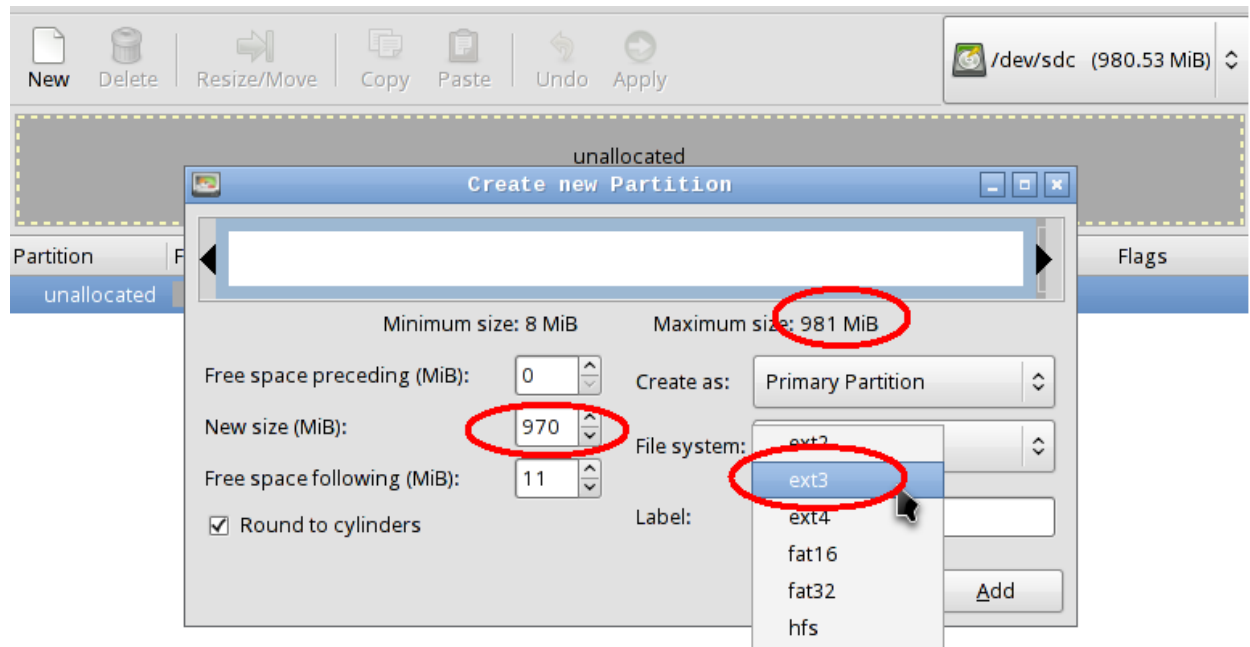 New Delete Resize/Move Copy Paste Undo Apply /dev/sdc (980.53 MiB)
unallocated
Create new Partition
Partition F Flags
unallocated
Minimum size: 8 MiB Maximum size: 981 MiB
Free space preceding (MiB): 0 Create as: Primary Partition
New size (MiB): 970 File system: ext2
ext3
Free space following (MiB): 11
Round to cylinders Label: ext4
fat16
fat32 Add
hfs